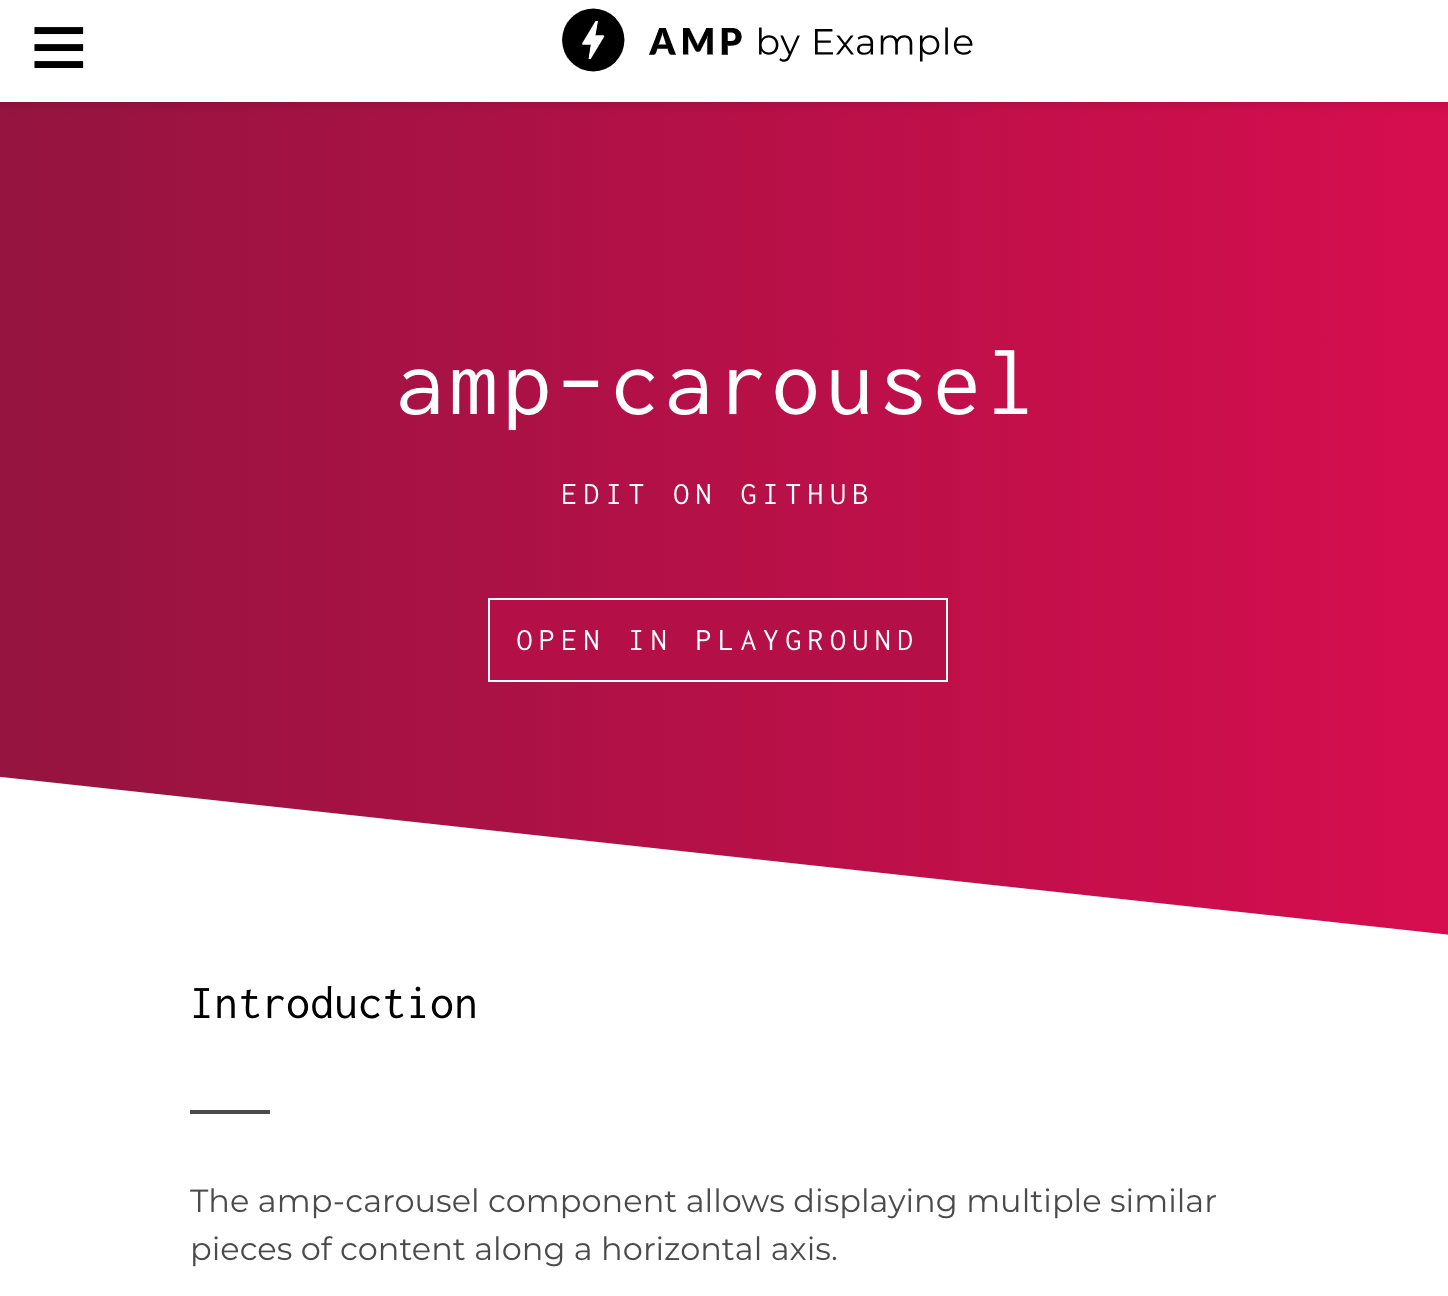 AMP by Example
amp-carousel
EDIT ON GITHUB
OPEN IN PLAYGROUND
Introduction
The amp-carousel component allows displaying multiple similar
pieces of content along a horizontal axis.